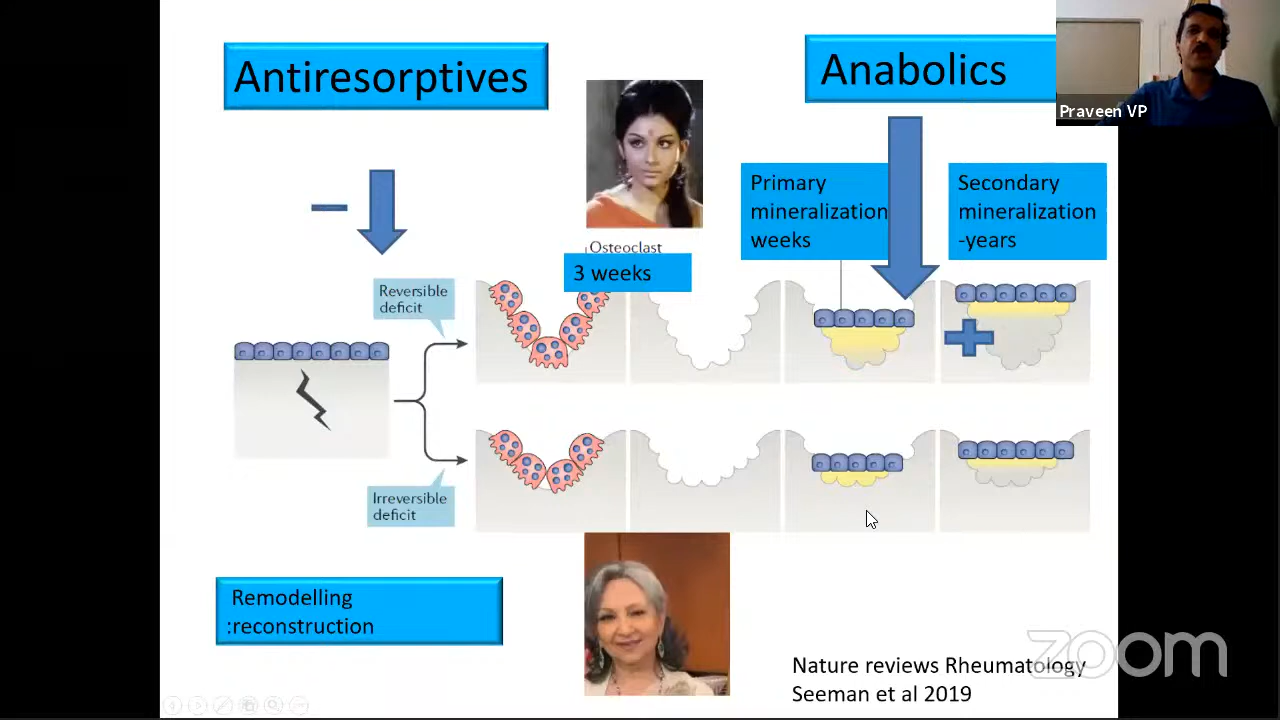 Antiresorptives
Anabolics
Praveen VP
Primary
mineralization
weeks
Secondary
mineralization
-years
Osteoclast
3 weeks
Reversible
deficit
Irreversible
deficit
Remodelling
:reconstruction
Nature reviews Rheumatology
Seeman et al 2019
zoom